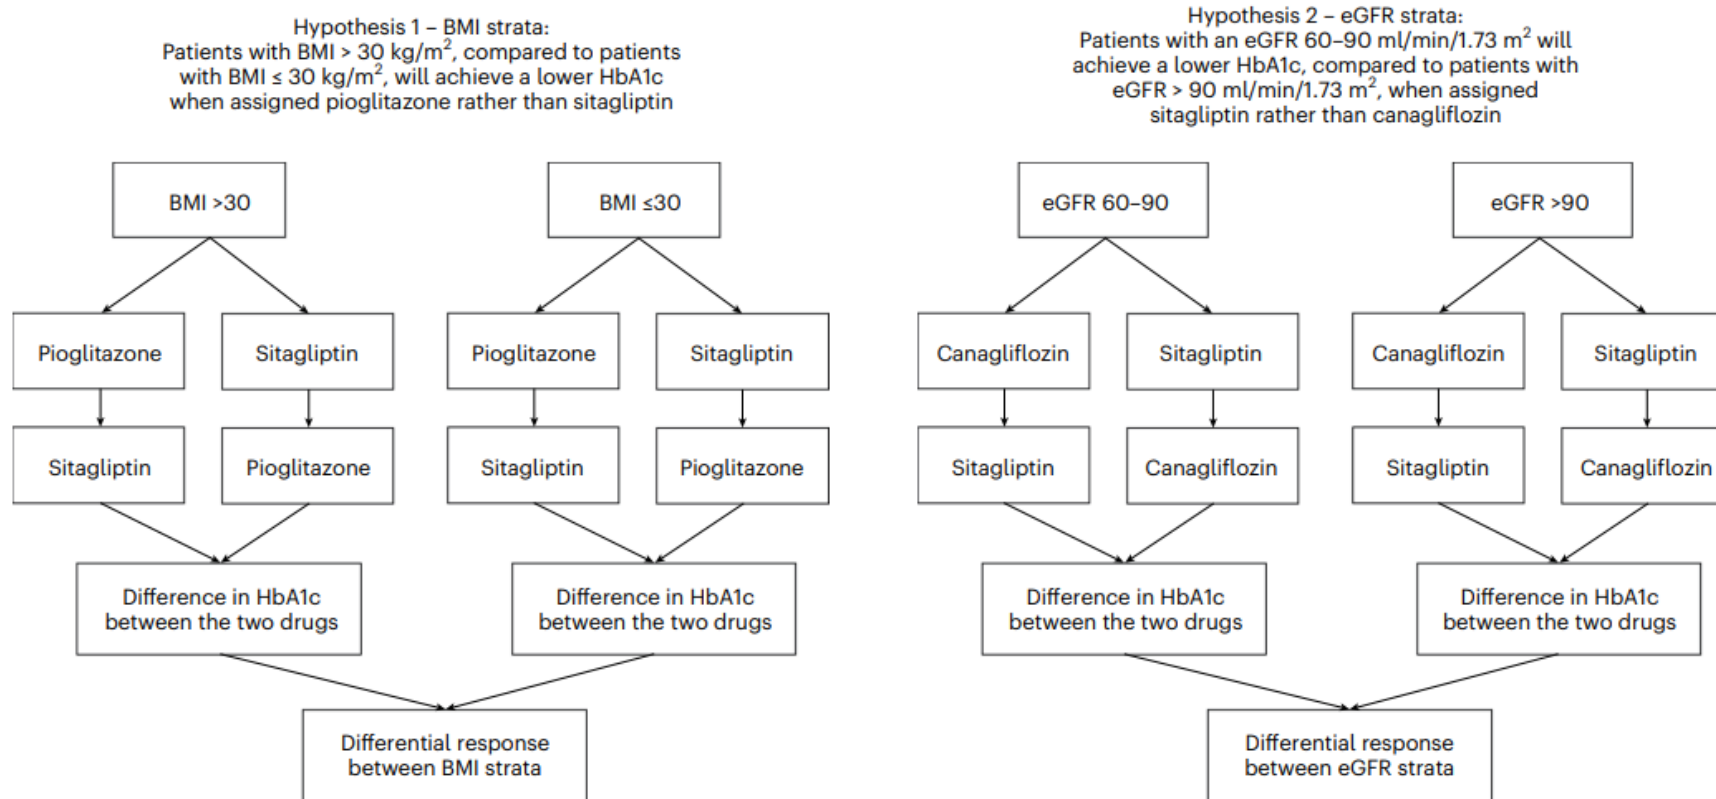 Hypothesis 1 – BMI strata:
Patients with BMI > 30 kg/m², compared to patients
with BMI ≤ 30 kg/m², will achieve a lower HbA1c
when assigned pioglitazone rather than sitagliptin
BMI >30
BMI ≤30
Pioglitazone
Sitagliptin
Pioglitazone
Sitagliptin
Sitagliptin
Pioglitazone
Sitagliptin
Pioglitazone
Difference in HbA1c
between the two drugs
Difference in HbA1c
between the two drugs
Differential response
between BMI strata
Hypothesis 2 – eGFR strata:
Patients with an eGFR 60–90 ml/min/1.73 m² will
achieve a lower HbA1c, compared to patients with
eGFR > 90 ml/min/1.73 m², when assigned
sitagliptin rather than canagliflozin
eGFR 60–90
eGFR >90
Canagliflozin
Sitagliptin
Canagliflozin
Sitagliptin
Sitagliptin
Canagliflozin
Sitagliptin
Canagliflozin
Difference in HbA1c
between the two drugs
Difference in HbA1c
between the two drugs
Differential response
between eGFR strata